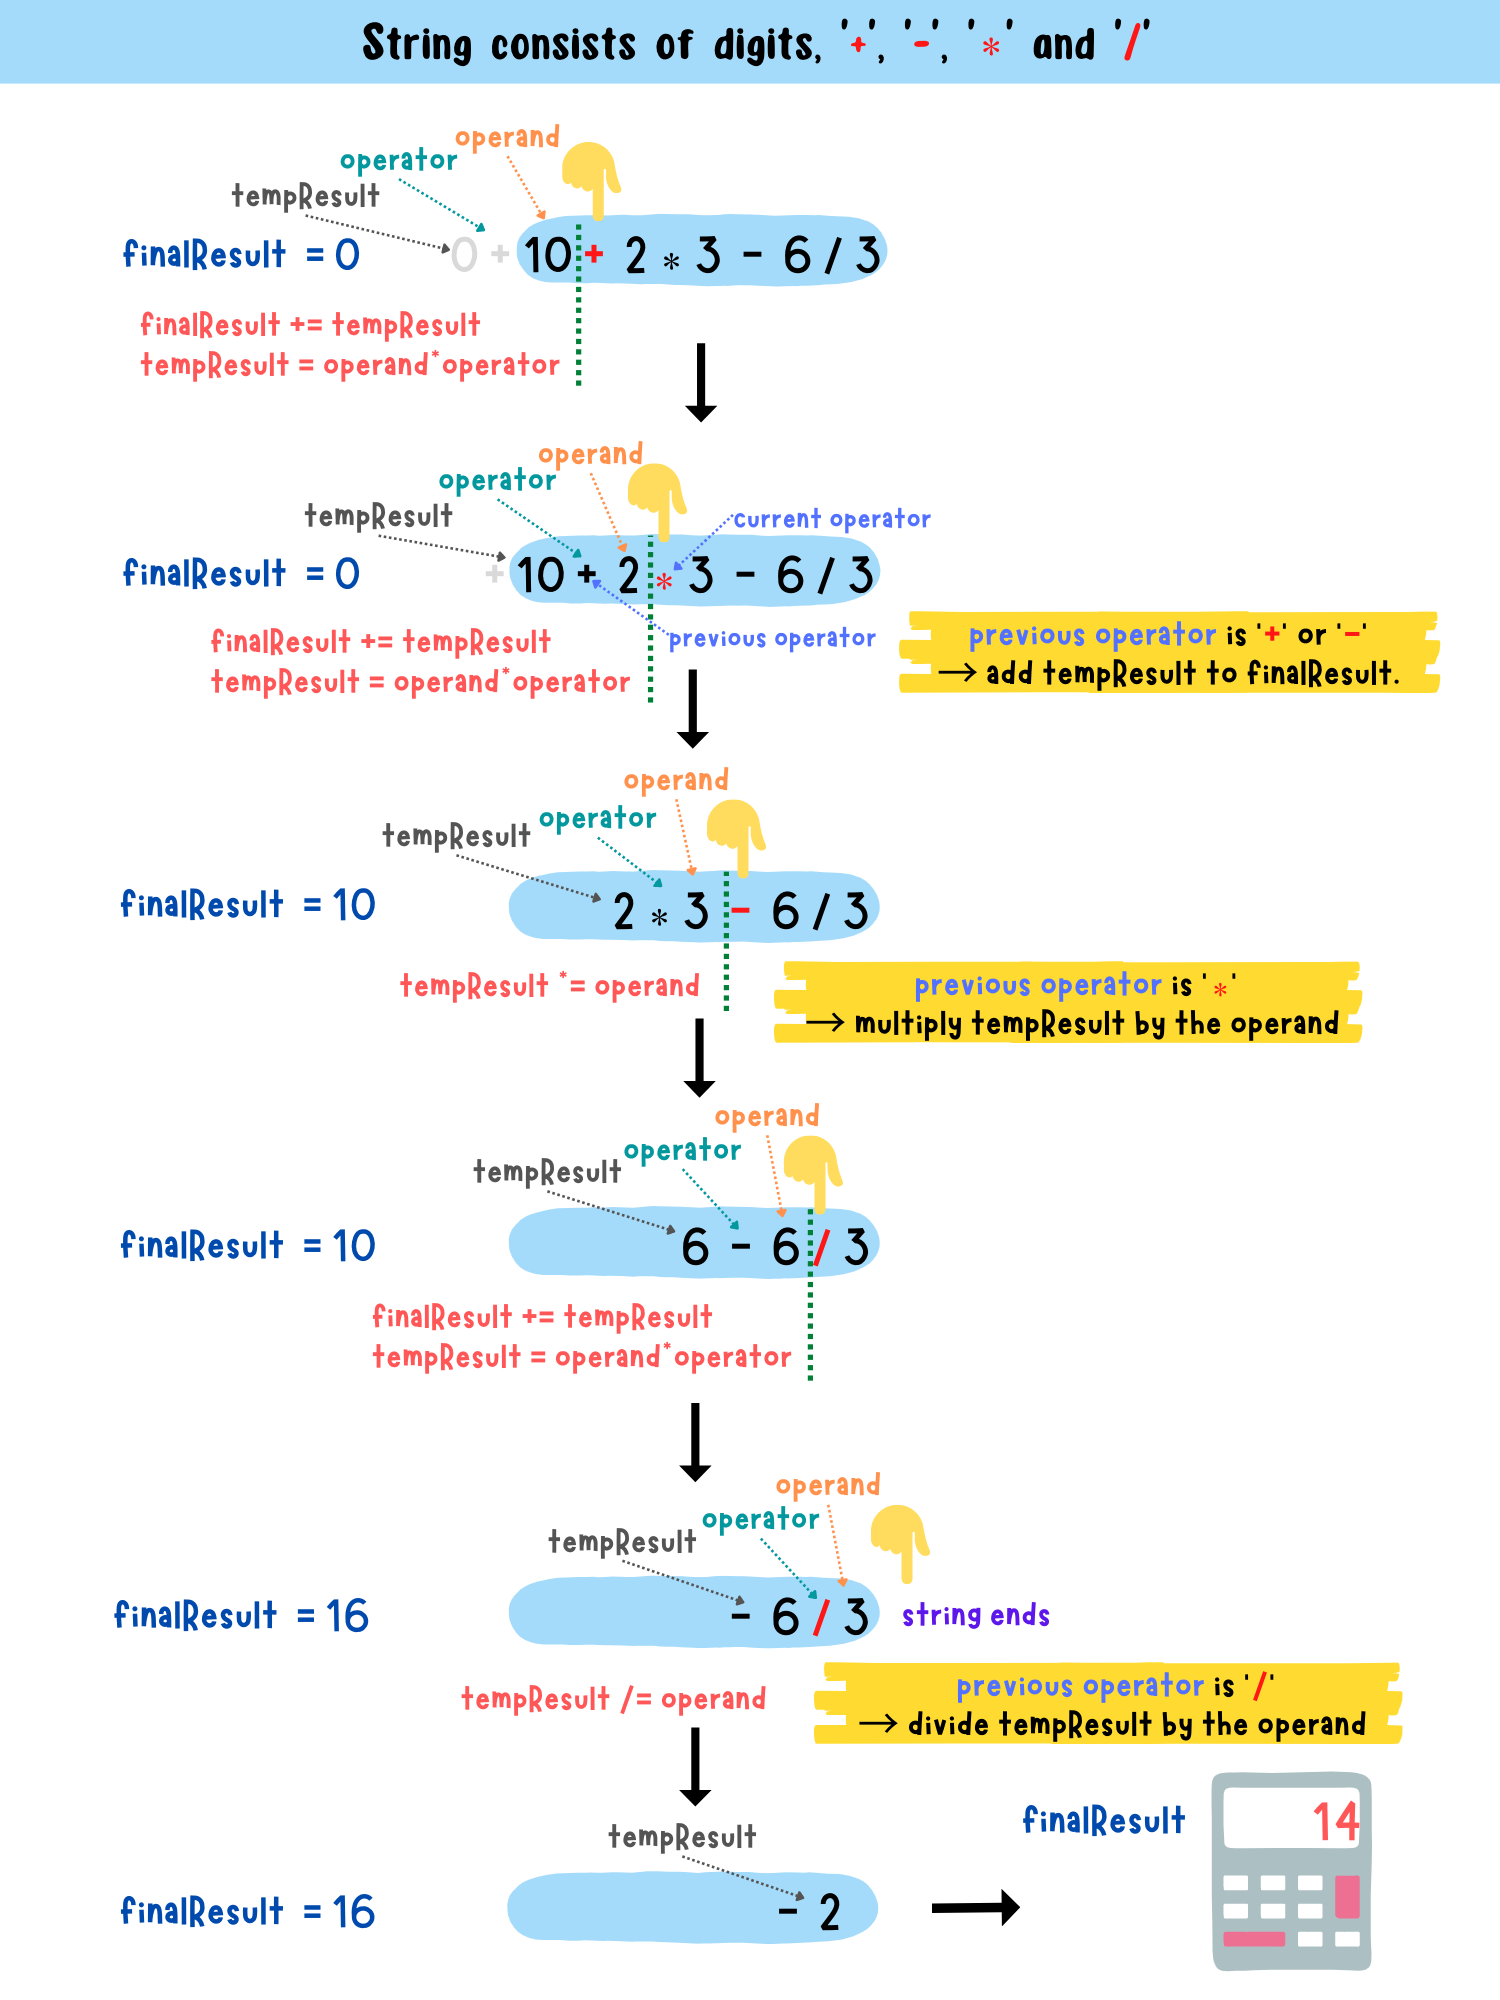 String consists of digits, '+', '-', '*' and '/'
operand
operator
tempResult
finalResult = 0
0 + 10 + 2 * 3 - 6 / 3
finalResult += tempResult
tempResult = operand*operator
operand
operator
tempResult
current operator
finalResult = 0
+ 10 + 2 * 3 - 6 / 3
previous operator
finalResult += tempResult
tempResult = operand*operator
previous operator is '+' or '-'
→ add tempResult to finalResult.
operand
operator
tempResult
finalResult = 10
2 * 3 - 6 / 3
tempResult *= operand
previous operator is '*'
→ multiply tempResult by the operand
operand
operator
tempResult
finalResult = 10
6 - 6 / 3
finalResult += tempResult
tempResult = operand*operator
operand
operator
tempResult
finalResult = 16
- 6 / 3
string ends
tempResult /= operand
previous operator is '/'
→ divide tempResult by the operand
tempResult
finalResult = 16
- 2
finalResult
14